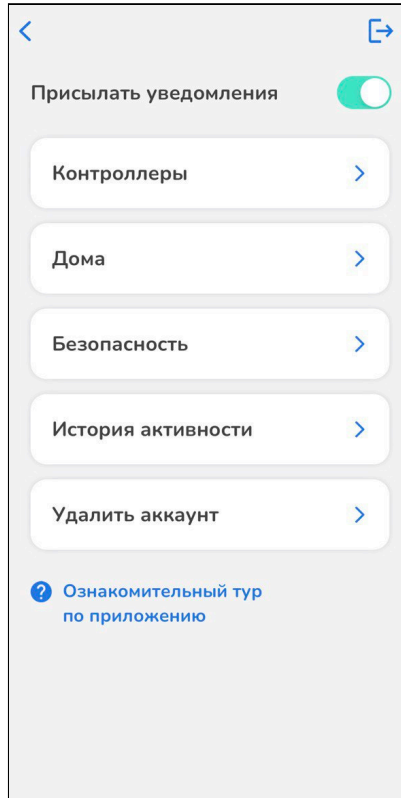 Присылать уведомления
Контроллеры
Дома
Безопасность
История активности
Удалить аккаунт
? Ознакомительный тур
по приложению